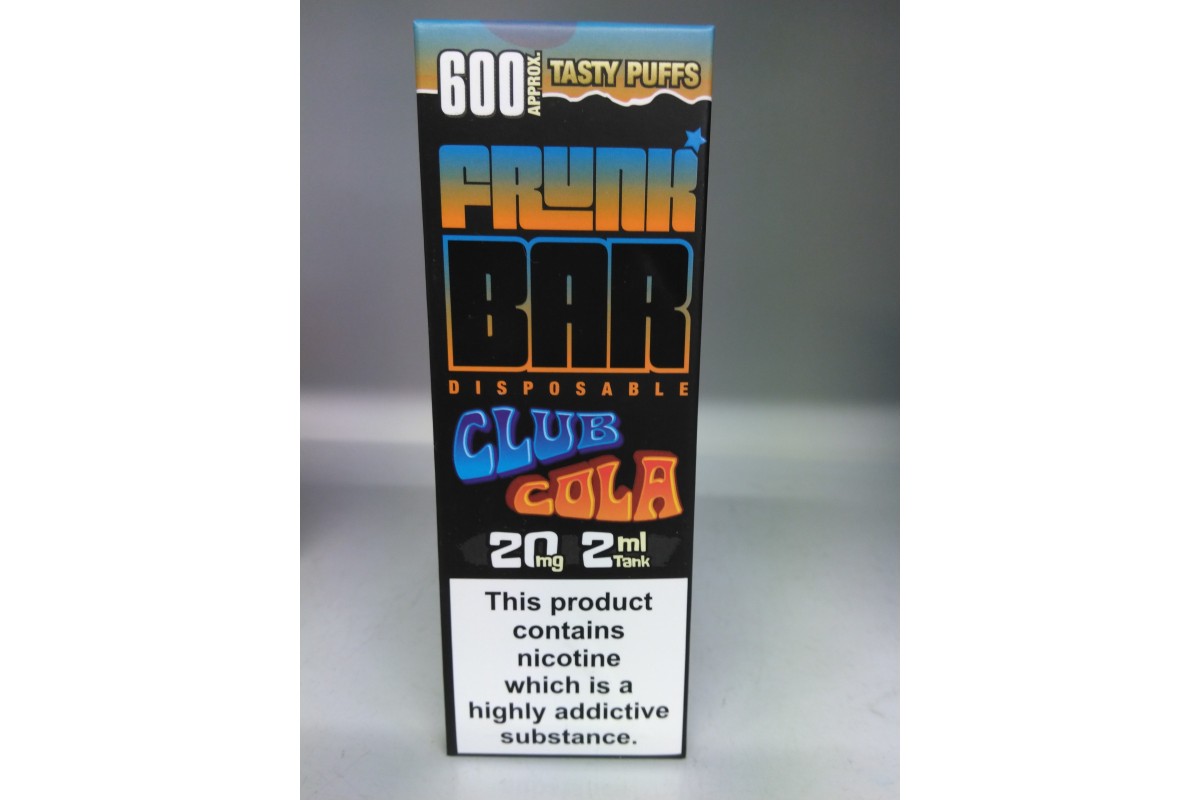 600 APPROX. TASTY PUFFS
FRUNK
BAR
DISPOSABLE
CLUB
COLA
20mg 2ml Tank
This product
contains
nicotine
which is a
highly addictive
substance.